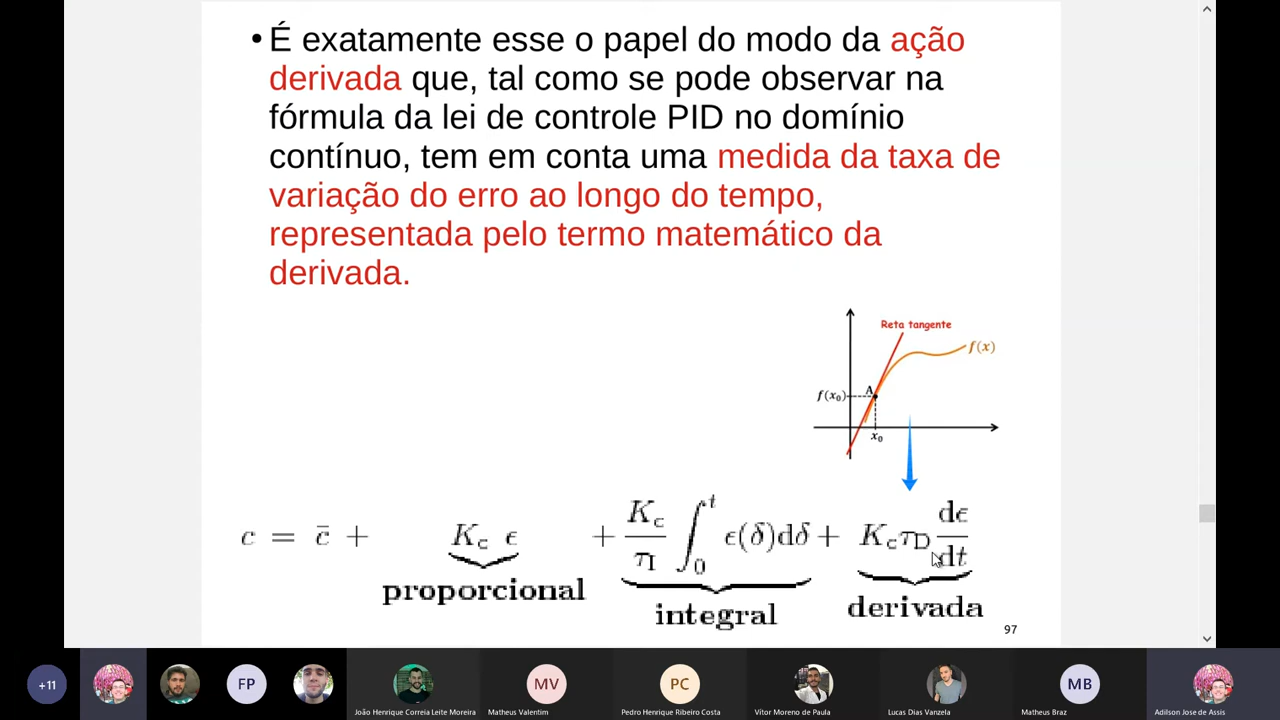 • É exatamente esse o papel do modo da ação
derivada que, tal como se pode observar na
fórmula da lei de controle PID no domínio
contínuo, tem em conta uma medida da taxa de
variação do erro ao longo do tempo,
representada pelo termo matemático da
derivada.
Reta tangente
f(x)
A
f(x₀)
x₀
c = c̄ + K_c ϵ + K_c/τ_I ∫₀ᵗ ϵ(δ)dδ + K_c τ_D dϵ/dt
proporcional
integral
derivada
97
+11
FP
João Henrique Correia Leite Moreira
MV
Matheus Valentim
PC
Pedro Henrique Ribeiro Costa
Vítor Moreno de Paula
Lucas Dias Vanzela
MB
Matheus Braz
Adilson Jose de Assis